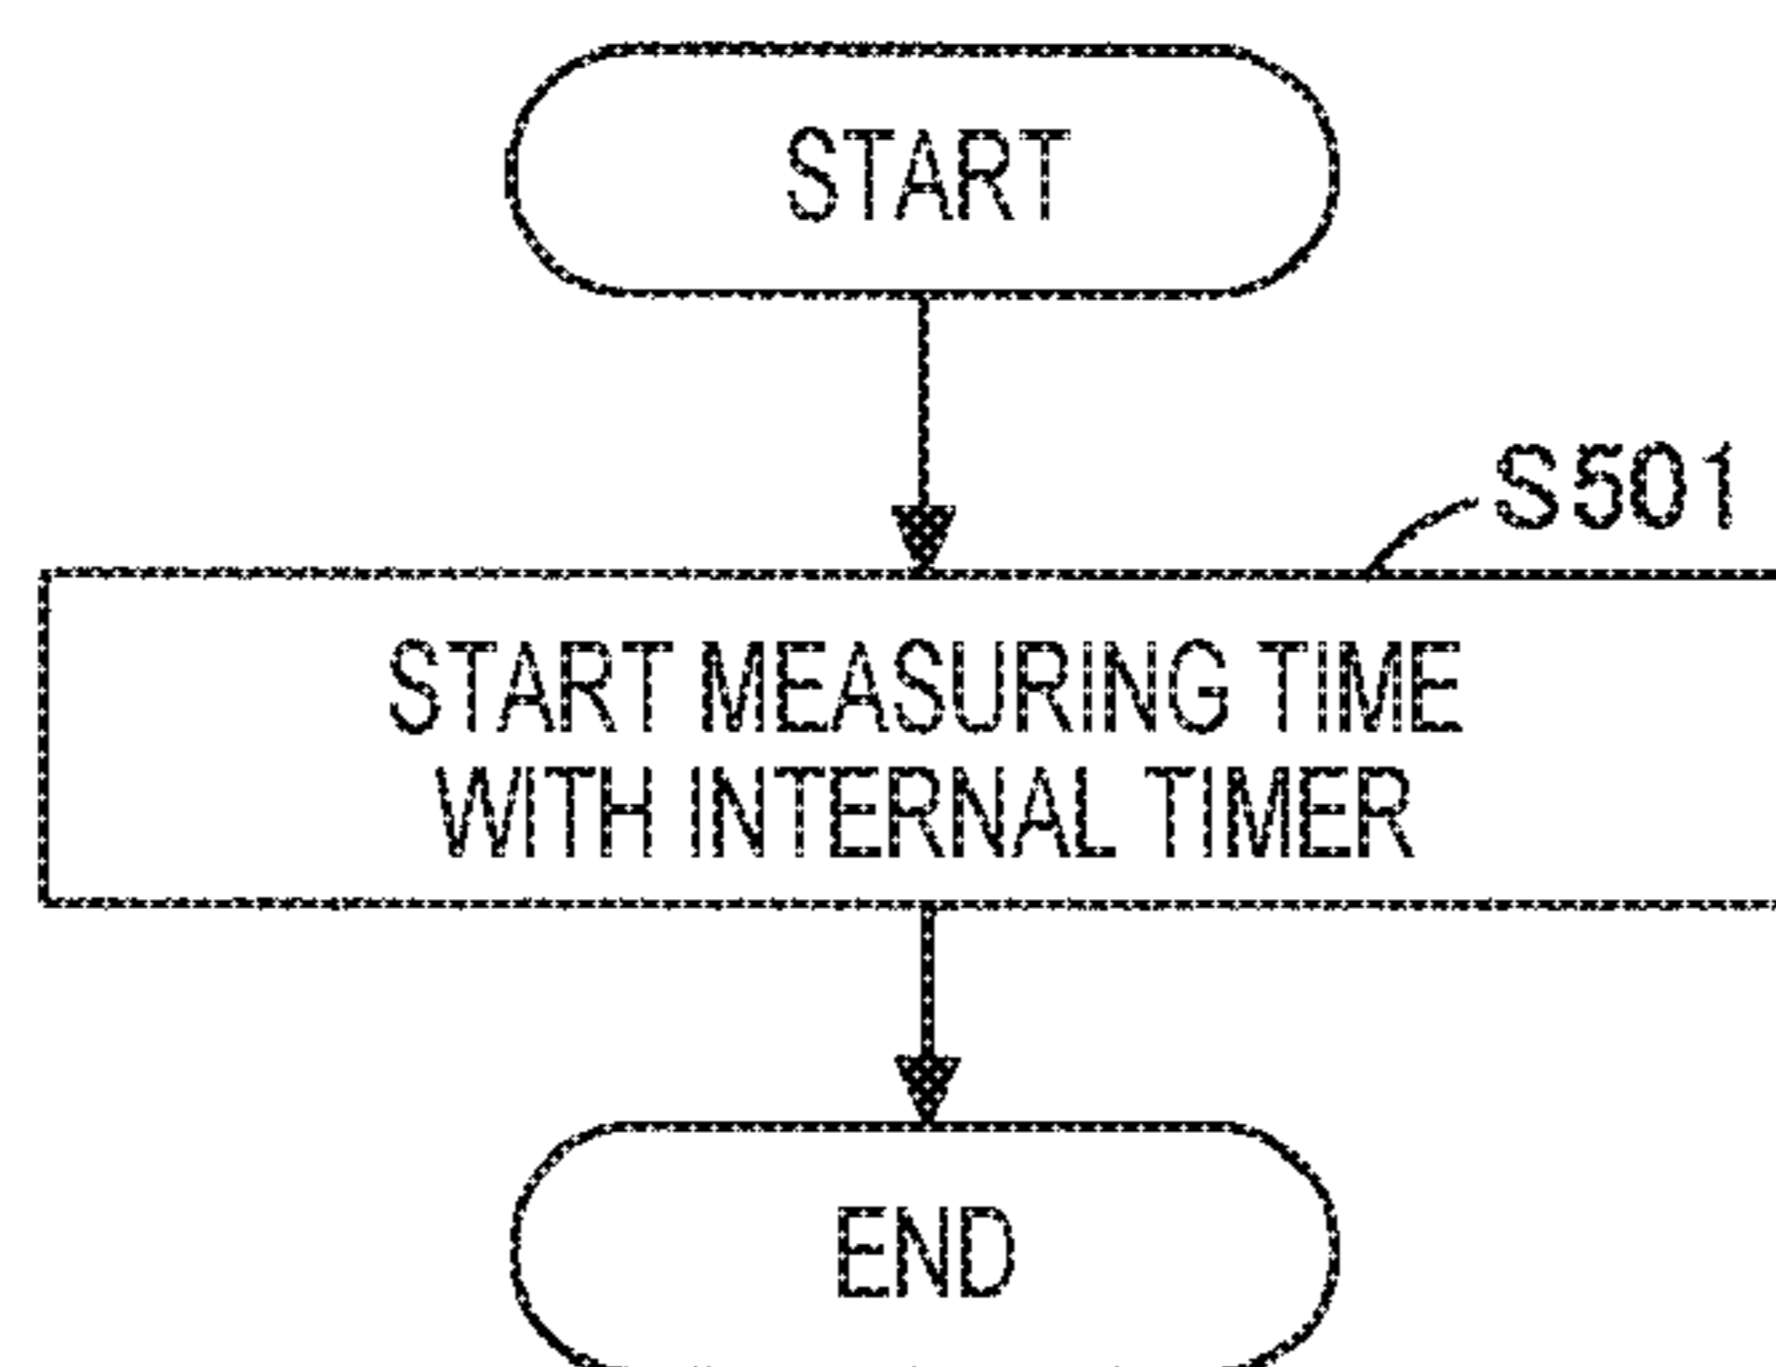 START
S501
START MEASURING TIME
WITH INTERNAL TIMER
END